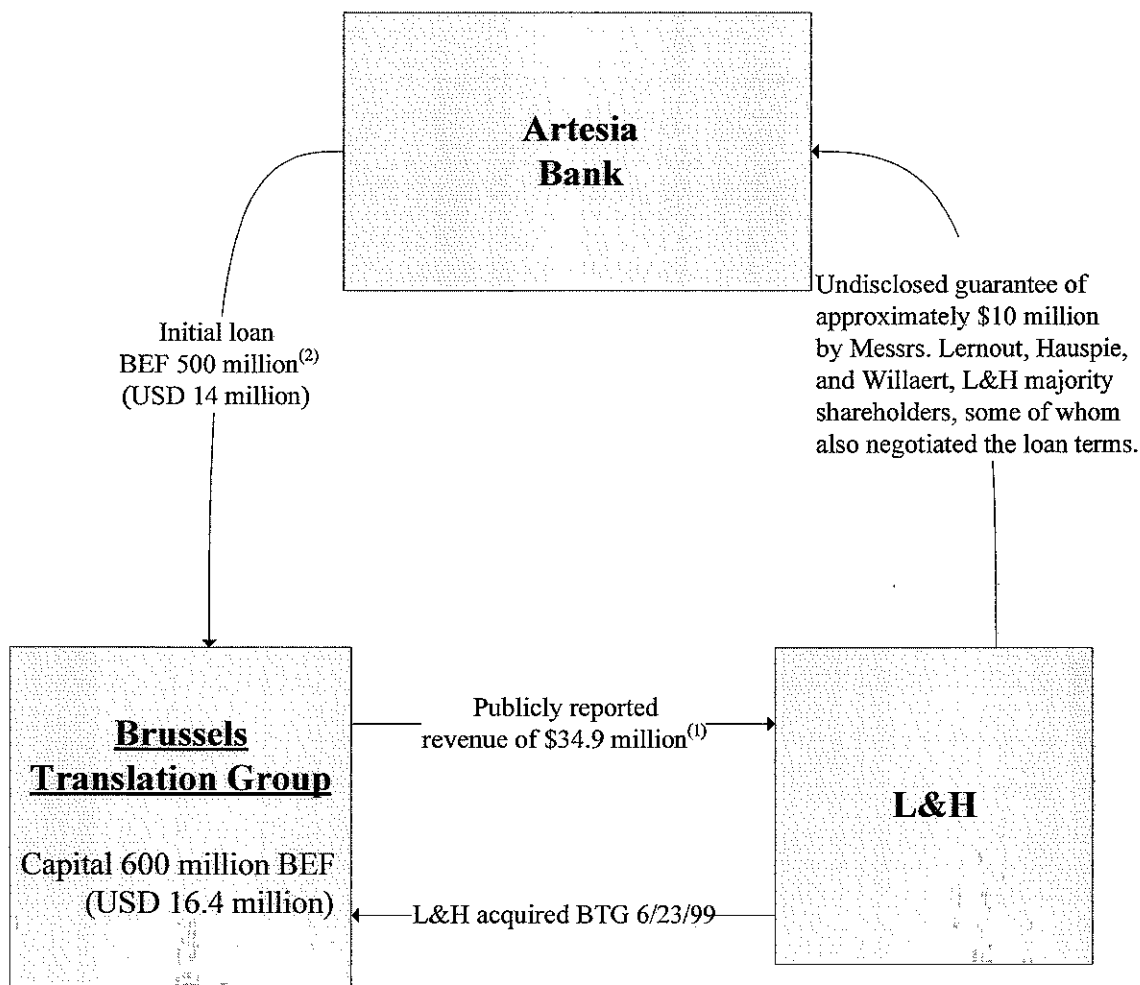 Artesia
Bank
Initial loan
BEF 500 million(2)
(USD 14 million)
Undisclosed guarantee of
approximately $10 million
by Messrs. Lernout, Hauspie,
and Willaert, L&H majority
shareholders, some of whom
also negotiated the loan terms.
Brussels
Translation Group
Capital 600 million BEF
(USD 16.4 million)
Publicly reported
revenue of $34.9 million(1)
L&H acquired BTG 6/23/99
L&H